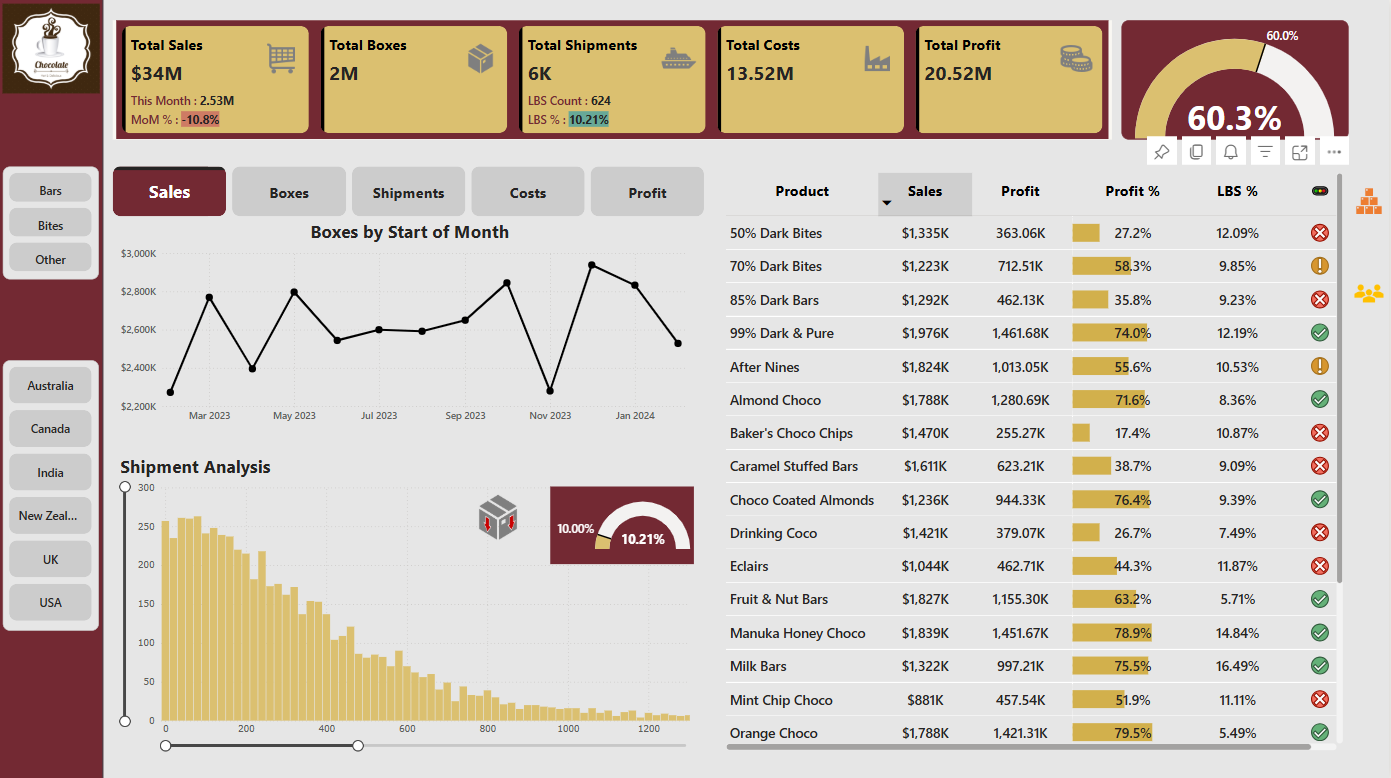 Chocolate
Total Sales
$34M
This Month : 2.53M
MoM % : -10.8%
Total Boxes
2M
Total Shipments
6K
LBS Count : 624
LBS % : 10.21%
Total Costs
13.52M
Total Profit
20.52M
60.0%
60.3%
Bars
Bites
Other
Australia
Canada
India
New Zeal...
UK
USA
Sales Boxes Shipments Costs Profit
Boxes by Start of Month
$3,000K
$2,800K
$2,600K
$2,400K
$2,200K
Mar 2023 May 2023 Jul 2023 Sep 2023 Nov 2023 Jan 2024
Shipment Analysis
300
250
200
150
100
50
0
0 200 400 600 800 1000 1200
10.00%
10.21%
Product Sales Profit Profit % LBS %
50% Dark Bites $1,335K 363.06K 27.2% 12.09%
70% Dark Bites $1,223K 712.51K 58.3% 9.85%
85% Dark Bars $1,292K 462.13K 35.8% 9.23%
99% Dark & Pure $1,976K 1,461.68K 74.0% 12.19%
After Nines $1,824K 1,013.05K 55.6% 10.53%
Almond Choco $1,788K 1,280.69K 71.6% 8.36%
Baker's Choco Chips $1,470K 255.27K 17.4% 10.87%
Caramel Stuffed Bars $1,611K 623.21K 38.7% 9.09%
Choco Coated Almonds $1,236K 944.33K 76.4% 9.39%
Drinking Coco $1,421K 379.07K 26.7% 7.49%
Eclairs $1,044K 462.71K 44.3% 11.87%
Fruit & Nut Bars $1,827K 1,155.30K 63.2% 5.71%
Manuka Honey Choco $1,839K 1,451.67K 78.9% 14.84%
Milk Bars $1,322K 997.21K 75.5% 16.49%
Mint Chip Choco $881K 457.54K 51.9% 11.11%
Orange Choco $1,788K 1,421.31K 79.5% 5.49%